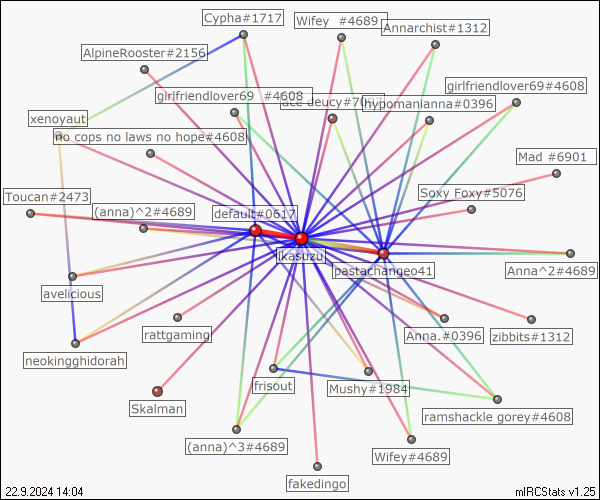 Cypha#1717
Wifey #4689
Annarchist#1312
AlpineRooster#2156
girlfriendlover69 #4608
ace deucy#7007
hypomanianna#0396
girlfriendlover69#4608
xenoyaut
no cops no laws no hope#4608
Mad #6901
Toucan#2473
(anna)^2#4689
default#0617
Soxy Foxy#5076
ikasuzu
pastachangeo41
Anna^2#4689
avelicious
rattgaming
Anna.#0396
zibbits#1312
neokingghidorah
frisout
Mushy#1984
Skalman
ramshackle gorey#4608
(anna)^3#4689
Wifey#4689
fakedingo
22.9.2024 14:04
mIRCStats v1.25